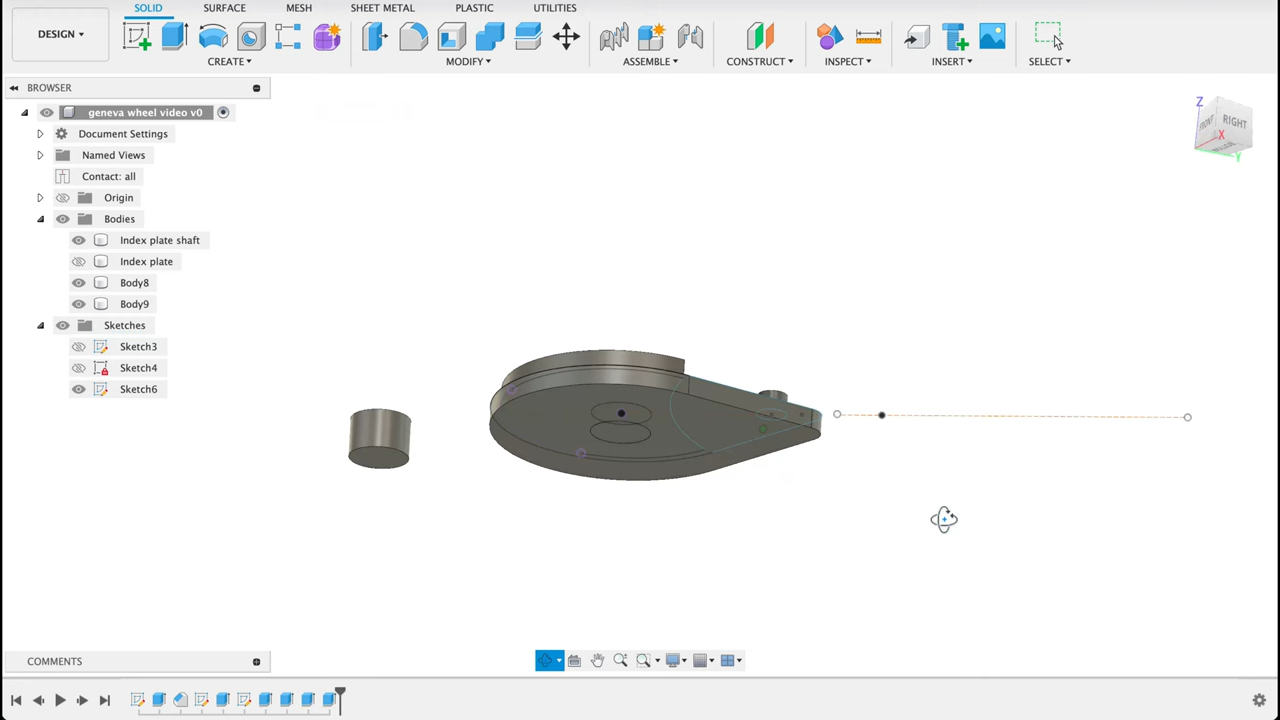 SOLID SURFACE MESH SHEET METAL PLASTIC UTILITIES
DESIGN
CREATE MODIFY ASSEMBLE CONSTRUCT INSPECT INSERT SELECT
BROWSER
geneva wheel video v0
Document Settings
Named Views
Contact: all
Origin
Bodies
Index plate shaft
Index plate
Body8
Body9
Sketches
Sketch3
Sketch4
Sketch6
Z
FRONT RIGHT
X
Y
COMMENTS